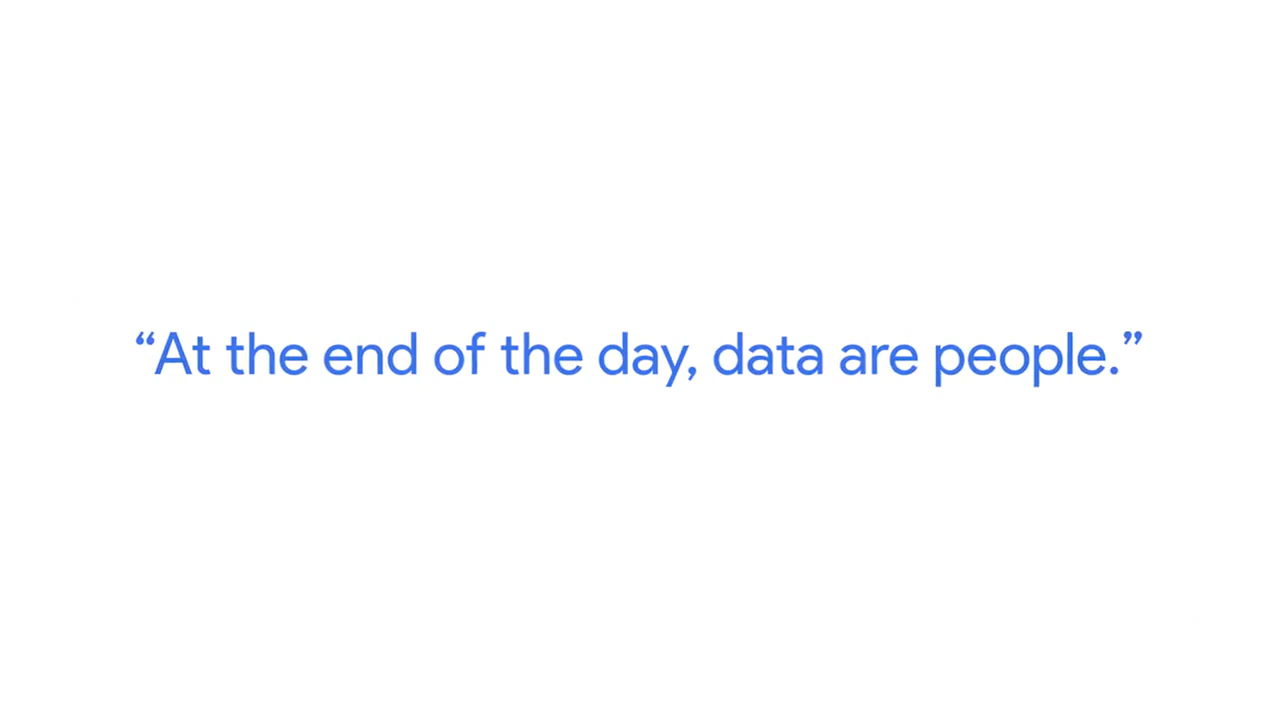 “At the end of the day, data are people.”